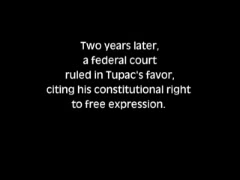 Two years later,
a federal court
ruled in Tupac's favor,
citing his constitutional right
to free expression.